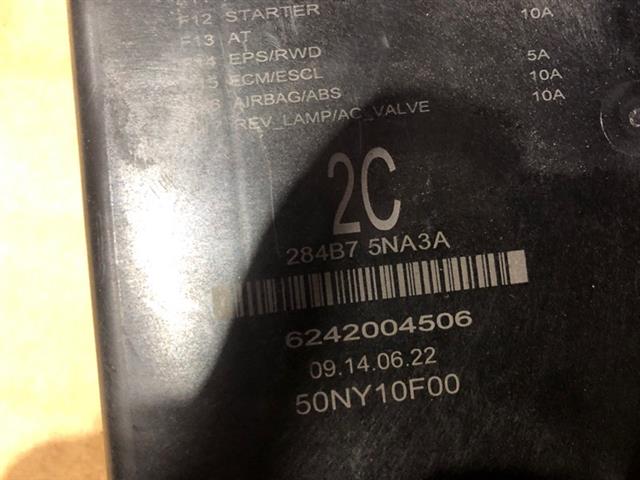 F12 STARTER 10A
F13 AT
EPS/RWD 5A
ECM/ESCL 10A
AIRBAG/ABS 10A
REV_LAMP/AC_VALVE
2C
284B7 5NA3A
6242004506
09.14.06.22
50NY10F00